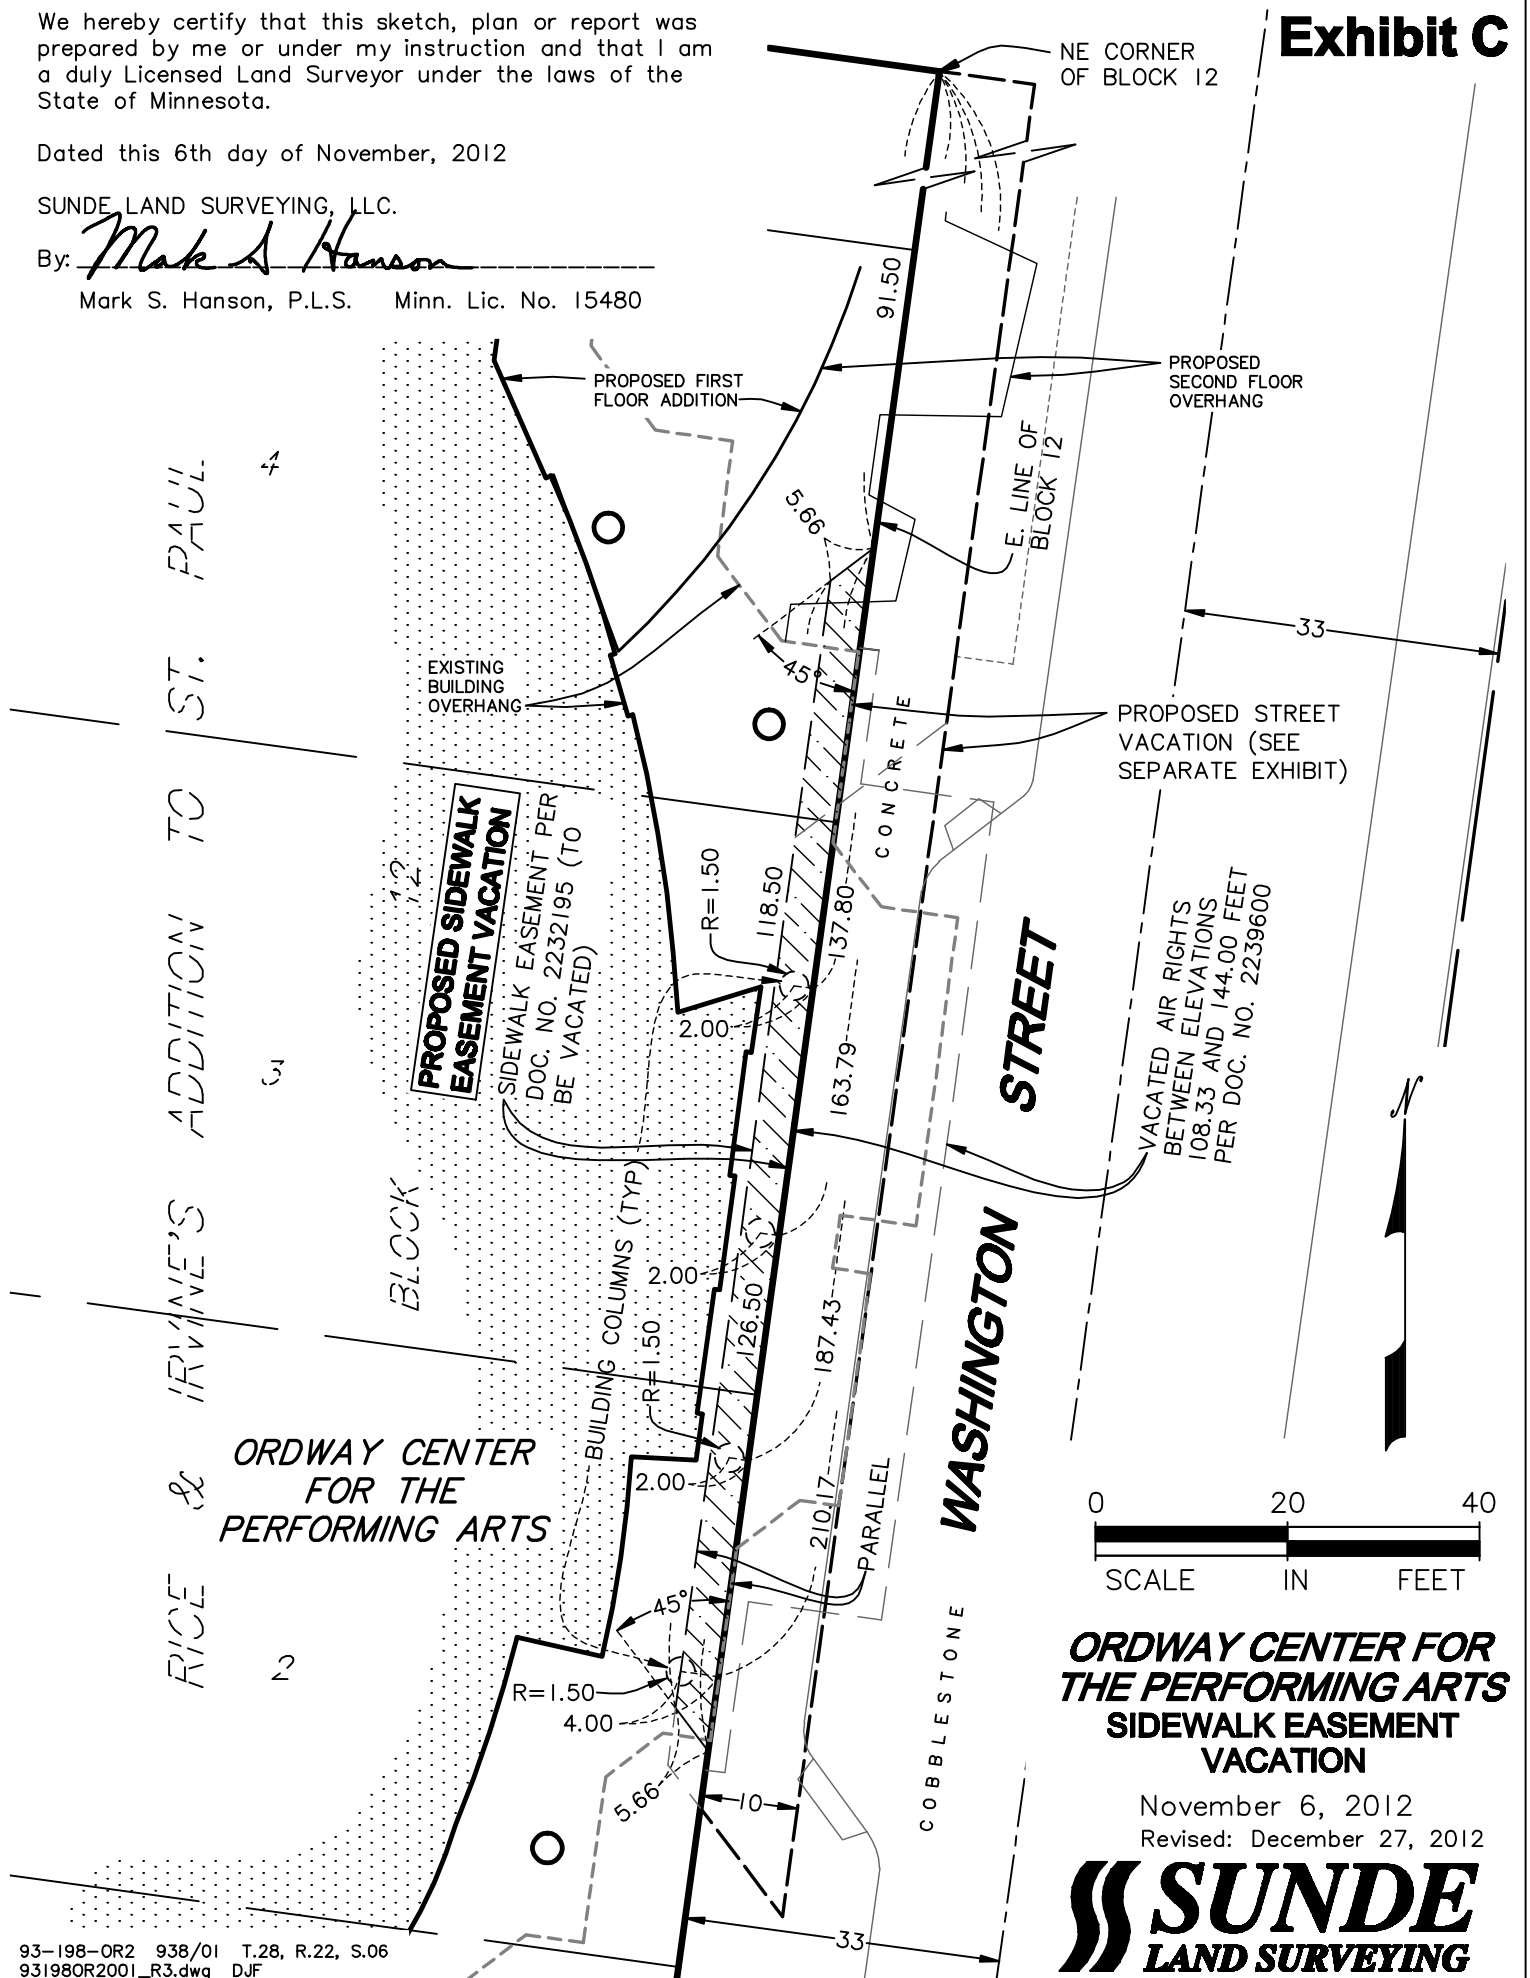 We hereby certify that this sketch, plan or report was
prepared by me or under my instruction and that I am
a duly Licensed Land Surveyor under the laws of the
State of Minnesota.
Dated this 6th day of November, 2012
SUNDE LAND SURVEYING, LLC.
By: Mark S Hanson
Mark S. Hanson, P.L.S. Minn. Lic. No. 15480
Exhibit C
NE CORNER
OF BLOCK 12
91.50
PROPOSED FIRST
FLOOR ADDITION
PROPOSED
SECOND FLOOR
OVERHANG
E. LINE OF
BLOCK 12
5.66
45°
33
EXISTING
BUILDING
OVERHANG
PROPOSED STREET
VACATION (SEE
SEPARATE EXHIBIT)
CONCRETE
4
RICE & IRVINE'S ADDITION TO ST. PAUL
BLOCK 12
PROPOSED SIDEWALK
EASEMENT VACATION
SIDEWALK EASEMENT PER
DOC. NO. 2232195 (TO
BE VACATED)
R=1.50
118.50
137.80
2.00
163.79
VACATED AIR RIGHTS
BETWEEN ELEVATIONS
108.33 AND 144.00 FEET
PER DOC. NO. 2239600
WASHINGTON STREET
3
N
BUILDING COLUMNS (TYP)
2.00
126.50
R=1.50
187.43
2.00
210.17
PARALLEL
ORDWAY CENTER
FOR THE
PERFORMING ARTS
2
45°
R=1.50
4.00
5.66
10
COBBLESTONE
33
0 20 40
SCALE IN FEET
ORDWAY CENTER FOR
THE PERFORMING ARTS
SIDEWALK EASEMENT
VACATION
November 6, 2012
Revised: December 27, 2012
SUNDE
LAND SURVEYING
93-198-OR2 938/01 T.28, R.22, S.06
93198OR2001_R3.dwg DJF